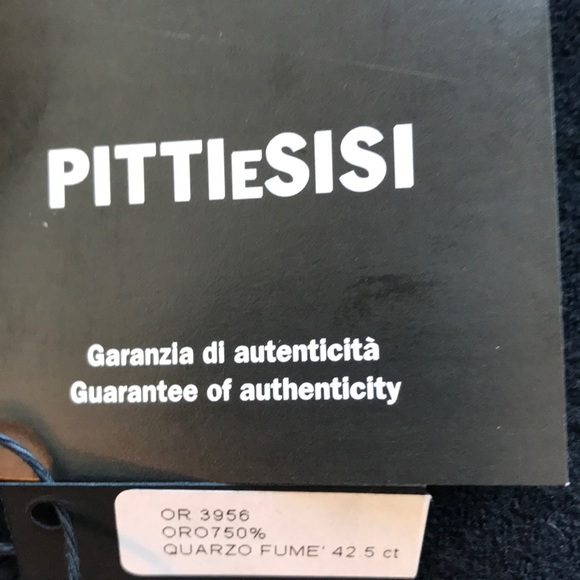 PITTIESISI
Garanzia di autenticità
Guarantee of authenticity
OR 3956
ORO750%
QUARZO FUME' 42.5 ct